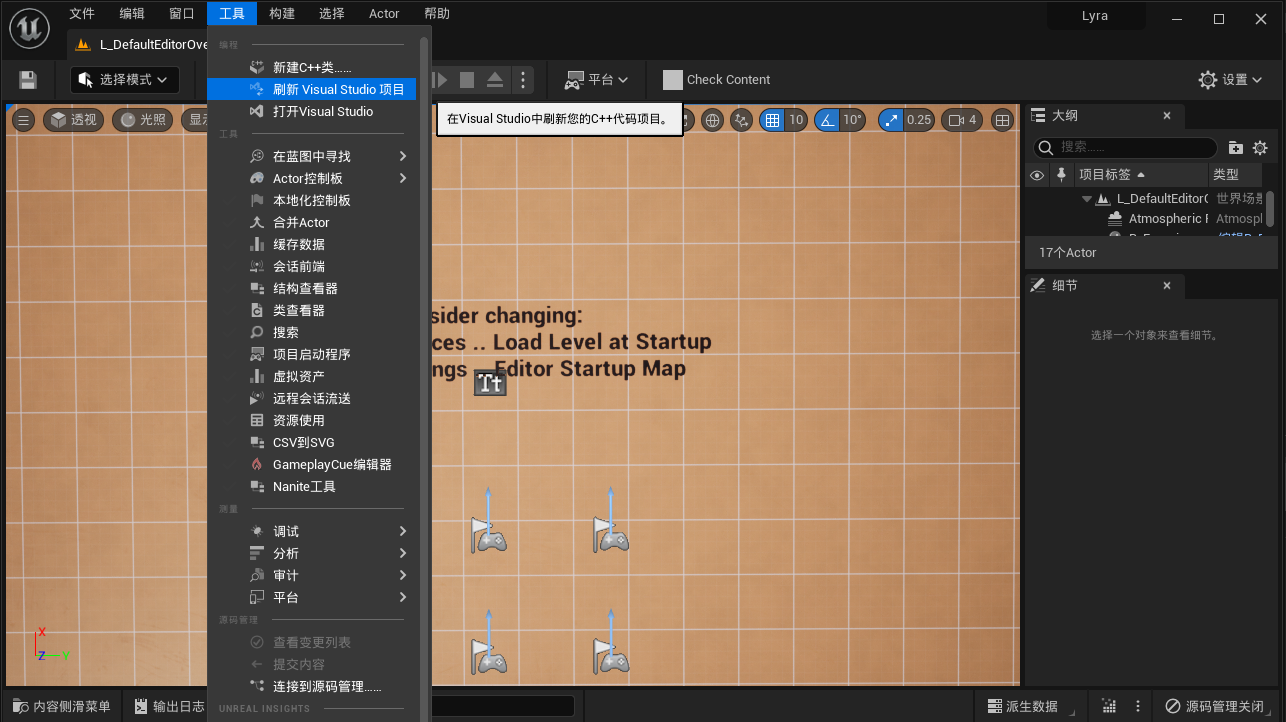 文件 编辑 窗口 工具 构建 选择 Actor 帮助
Lyra
L_DefaultEditorOve
选择模式
平台
Check Content
设置
透视
光照
显示
10
10°
0.25
4
编程
新建C++类……
刷新 Visual Studio 项目
打开Visual Studio
在Visual Studio中刷新您的C++代码项目。
工具
在蓝图中寻找
Actor控制板
本地化控制板
合并Actor
缓存数据
会话前端
结构查看器
类查看器
搜索
项目启动程序
虚拟资产
远程会话流送
资源使用
CSV到SVG
GameplayCue编辑器
Nanite工具
测量
调试
分析
审计
平台
源码管理
查看变更列表
提交内容
连接到源码管理……
UNREAL INSIGHTS
sider changing:
ces .. Load Level at Startup
ngs .. Editor Startup Map
Tt
X
Z Y
大纲
搜索……
项目标签 类型
L_DefaultEditorO 世界场景
Atmospheric F Atmospl
17个Actor
细节
选择一个对象来查看细节。
内容侧滑菜单
输出日志
派生数据
源码管理关闭